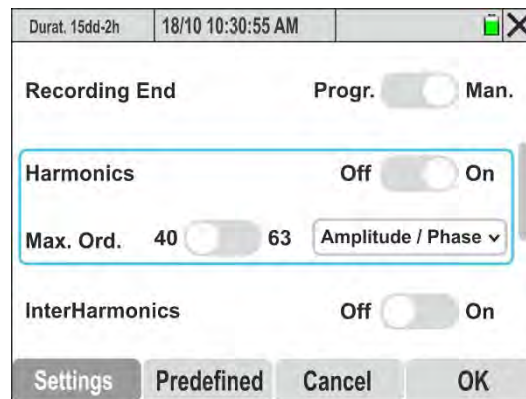 Durat. 15dd-2h 18/10 10:30:55 AM
Recording End Progr. Man.
Harmonics Off On
Max. Ord. 40 63 Amplitude / Phase
InterHarmonics Off On
Settings Predefined Cancel OK